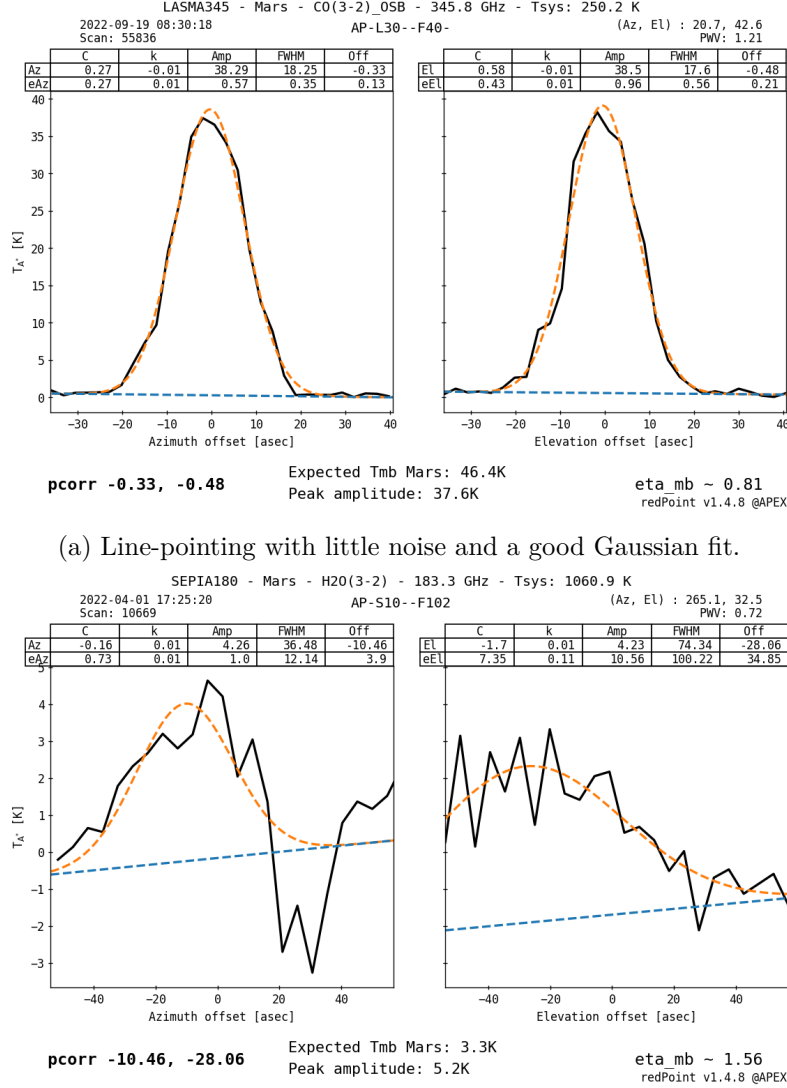 LASMA345 - Mars - CO(3-2)_OSB - 345.8 GHz - Tsys: 250.2 K
2022-09-19 08:30:18
Scan: 55836
AP-L30--F40-
(Az, El) : 20.7, 42.6
PWV: 1.21
C k Amp FWHM Off
Az 0.27 -0.01 38.29 18.25 -0.33
eAz 0.27 0.01 0.57 0.35 0.13
C k Amp FWHM Off
El 0.58 -0.01 38.5 17.6 -0.48
eEl 0.43 0.01 0.96 0.56 0.21
40
35
30
25
20
15
10
5
0
TA* [K]
−30 −20 −10 0 10 20 30 40
Azimuth offset [asec]
−30 −20 −10 0 10 20 30 40
Elevation offset [asec]
pcorr -0.33, -0.48
Expected Tmb Mars: 46.4K
Peak amplitude: 37.6K
eta_mb ~ 0.81
redPoint v1.4.8 @APEX
(a) Line-pointing with little noise and a good Gaussian fit.
SEPIA180 - Mars - H2O(3-2) - 183.3 GHz - Tsys: 1060.9 K
2022-04-01 17:25:20
Scan: 10669
AP-S10--F102
(Az, El) : 265.1, 32.5
PWV: 0.72
C k Amp FWHM Off
Az -0.16 0.01 4.26 36.48 -10.46
eAz 0.73 0.01 1.0 12.14 3.9
C k Amp FWHM Off
El -1.7 0.01 4.23 74.34 -28.06
eEl 7.35 0.11 10.56 100.22 34.85
5
4
3
2
1
0
−1
−2
−3
TA* [K]
−40 −20 0 20 40
Azimuth offset [asec]
−40 −20 0 20 40
Elevation offset [asec]
pcorr -10.46, -28.06
Expected Tmb Mars: 3.3K
Peak amplitude: 5.2K
eta_mb ~ 1.56
redPoint v1.4.8 @APEX